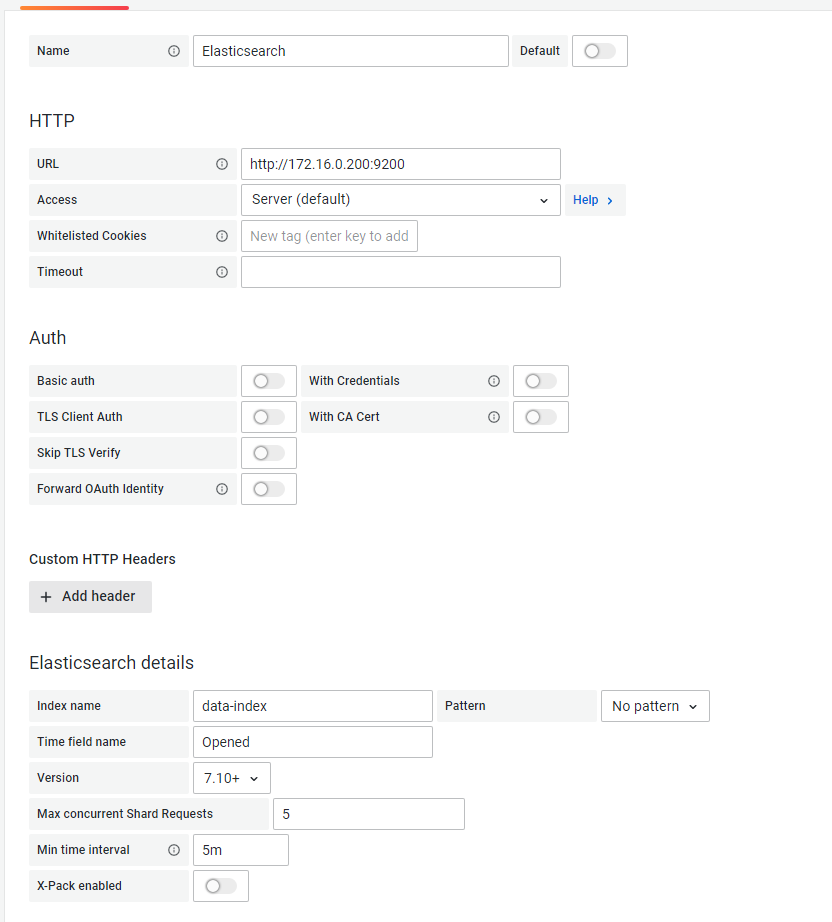 Name Elasticsearch Default
HTTP
URL http://172.16.0.200:9200
Access Server (default) Help
Whitelisted Cookies New tag (enter key to add
Timeout
Auth
Basic auth With Credentials
TLS Client Auth With CA Cert
Skip TLS Verify
Forward OAuth Identity
Custom HTTP Headers
+ Add header
Elasticsearch details
Index name data-index Pattern No pattern
Time field name Opened
Version 7.10+
Max concurrent Shard Requests 5
Min time interval 5m
X-Pack enabled